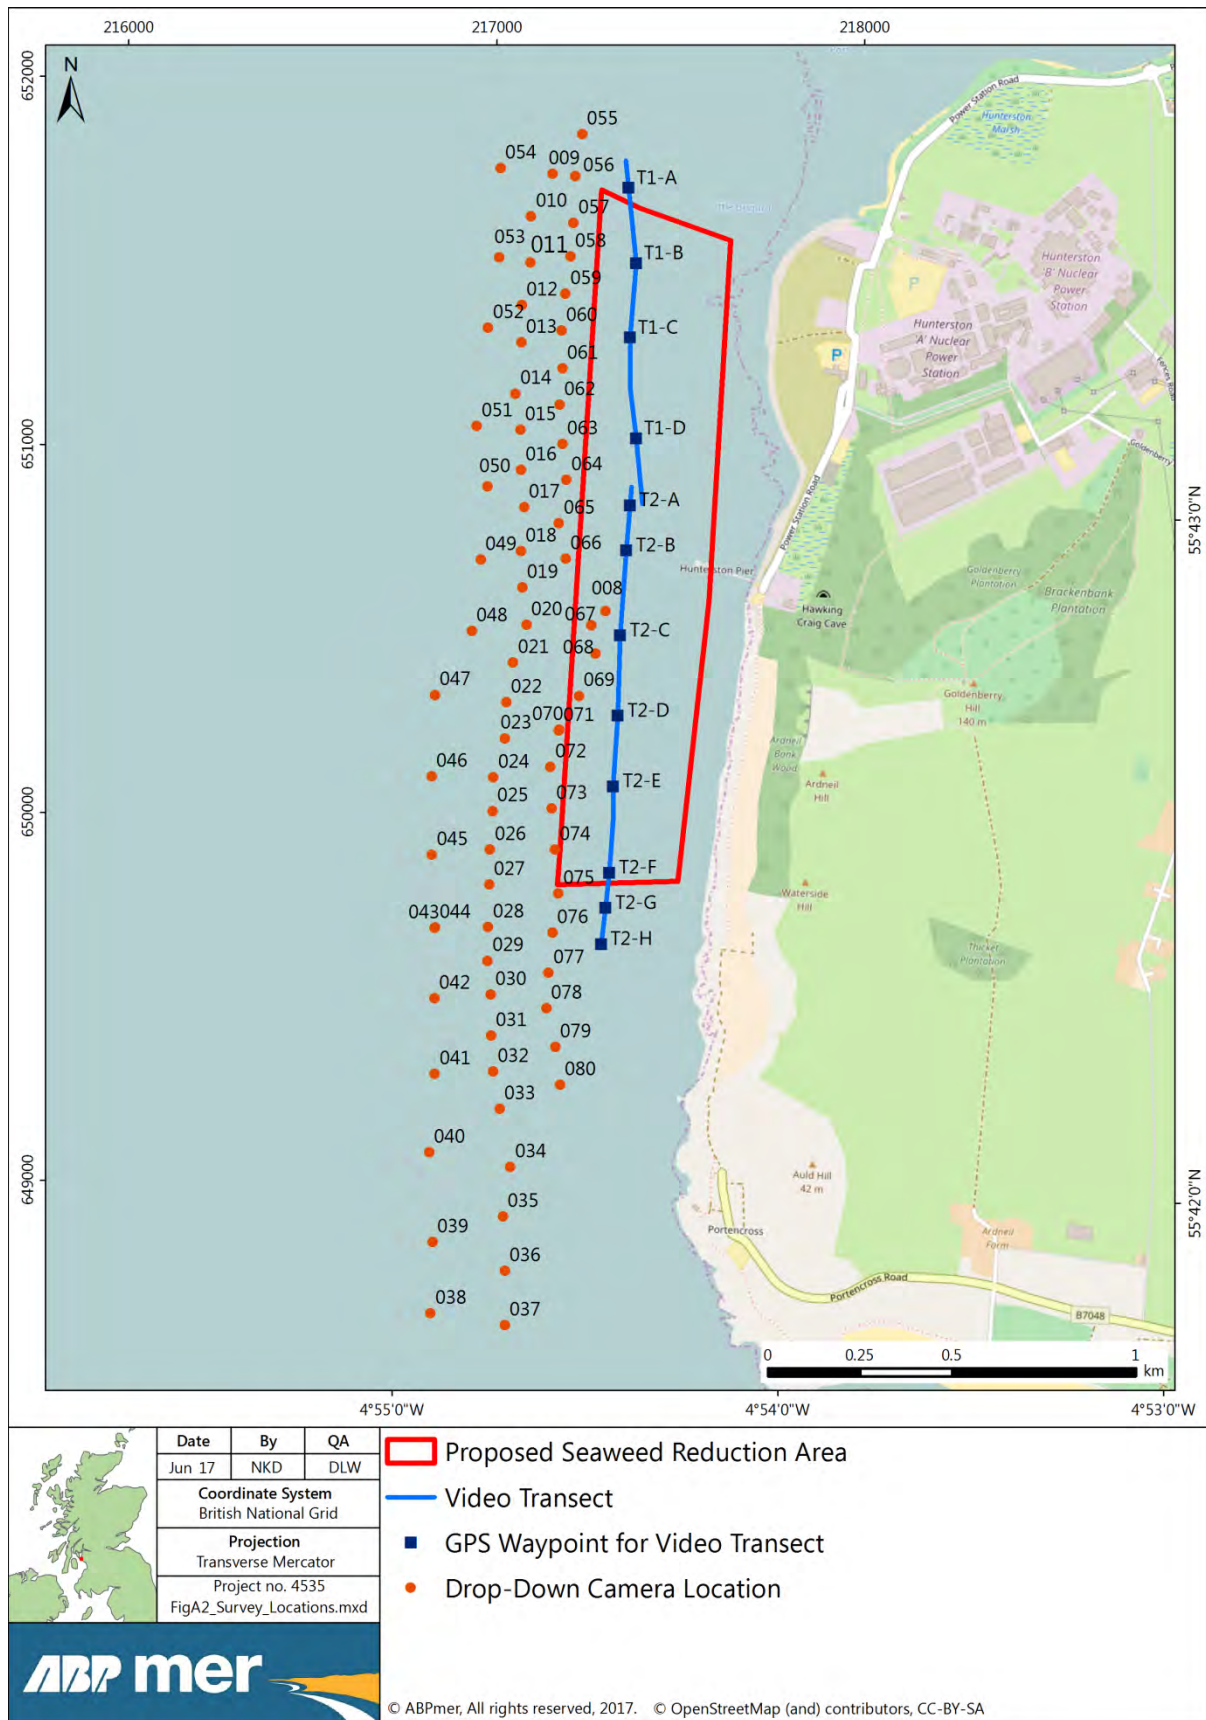 216000
217000
218000
652000
651000
650000
649000
N
055
054
009
056
T1-A
010
057
053
011
058
T1-B
059
012
052
013
060
T1-C
061
014
062
051
015
063
T1-D
016
064
050
017
065
T2-A
018
066
T2-B
049
019
008
048
020
067
T2-C
021
068
047
022
069
T2-D
023
070
071
046
024
072
T2-E
025
073
045
026
074
027
075
T2-F
043
044
028
076
T2-G
029
077
T2-H
042
030
078
031
079
041
032
080
033
040
034
035
039
036
038
037
Power Station Road
Hunterston
Marsh
Hunterston
'B' Nuclear
Power
Station
Hunterston
A' Nuclear
Power
Station
P
P
Fences Road
Goldenberry
Power Station Road
Goldenberry
Plantation
Brackenbank
Plantation
Hunterston Pier
Hawking
Craig Cave
Goldenberry
Hill
140 m
Ardneil
Bank
Wood
Ardneil
Hill
Waterside
Hill
Thicket
Plantation
Auld Hill
42 m
Portencross
Ardneil
Farm
Portencross Road
B7048
55°43'0"N
55°42'0"N
0
0.25
0.5
1
km
4°55'0"W
4°54'0"W
4°53'0"W
Date
By
QA
Jun 17
NKD
DLW
Coordinate System
British National Grid
Projection
Transverse Mercator
Project no. 4535
FigA2_Survey_Locations.mxd
Proposed Seaweed Reduction Area
Video Transect
GPS Waypoint for Video Transect
Drop-Down Camera Location
ABP mer
© ABPmer, All rights reserved, 2017. © OpenStreetMap (and) contributors, CC-BY-SA